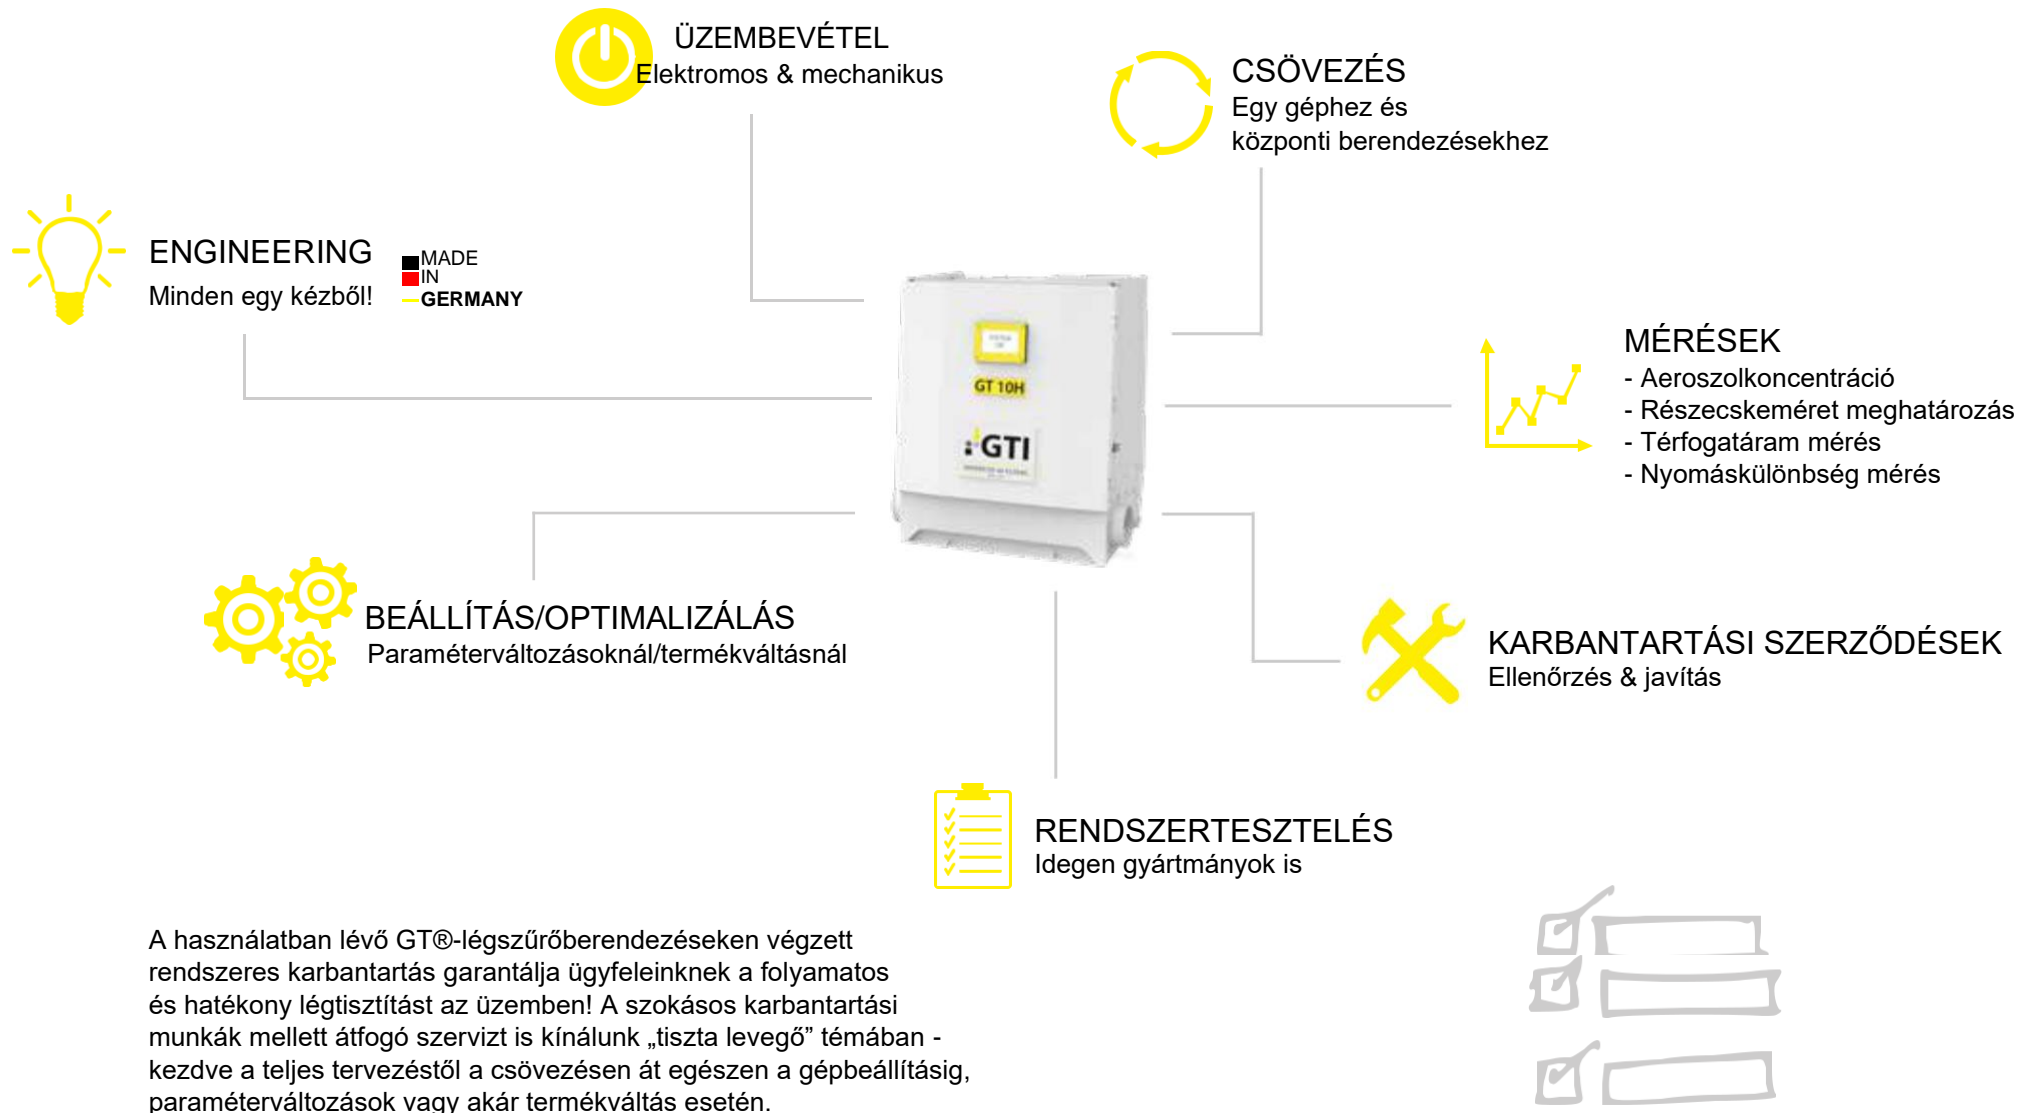 ÜZEMBEVÉTEL
Elektromos & mechanikus
CSÖVEZÉS
Egy géphez és
központi berendezésekhez
ENGINEERING
Minden egy kézből!
MADE
IN
GERMANY
GT 10H
GTI
MÉRÉSEK
- Aeroszolkoncentráció
- Részecskeméret meghatározás
- Térfogatáram mérés
- Nyomáskülönbség mérés
BEÁLLÍTÁS/OPTIMALIZÁLÁS
Paraméterváltozásoknál/termékváltásnál
KARBANTARTÁSI SZERZŐDÉSEK
Ellenőrzés & javítás
RENDSZERTESZTELÉS
Idegen gyártmányok is
A használatban lévő GT®-légszűrőberendezéseken végzett
rendszeres karbantartás garantálja ügyfeleinknek a folyamatos
és hatékony légtisztítást az üzemben! A szokásos karbantartási
munkák mellett átfogó szervizt is kínálunk „tiszta levegő” témában -
kezdve a teljes tervezéstől a csövezésen át egészen a gépbeállításig,
paraméterváltozások vagy akár termékváltás esetén.